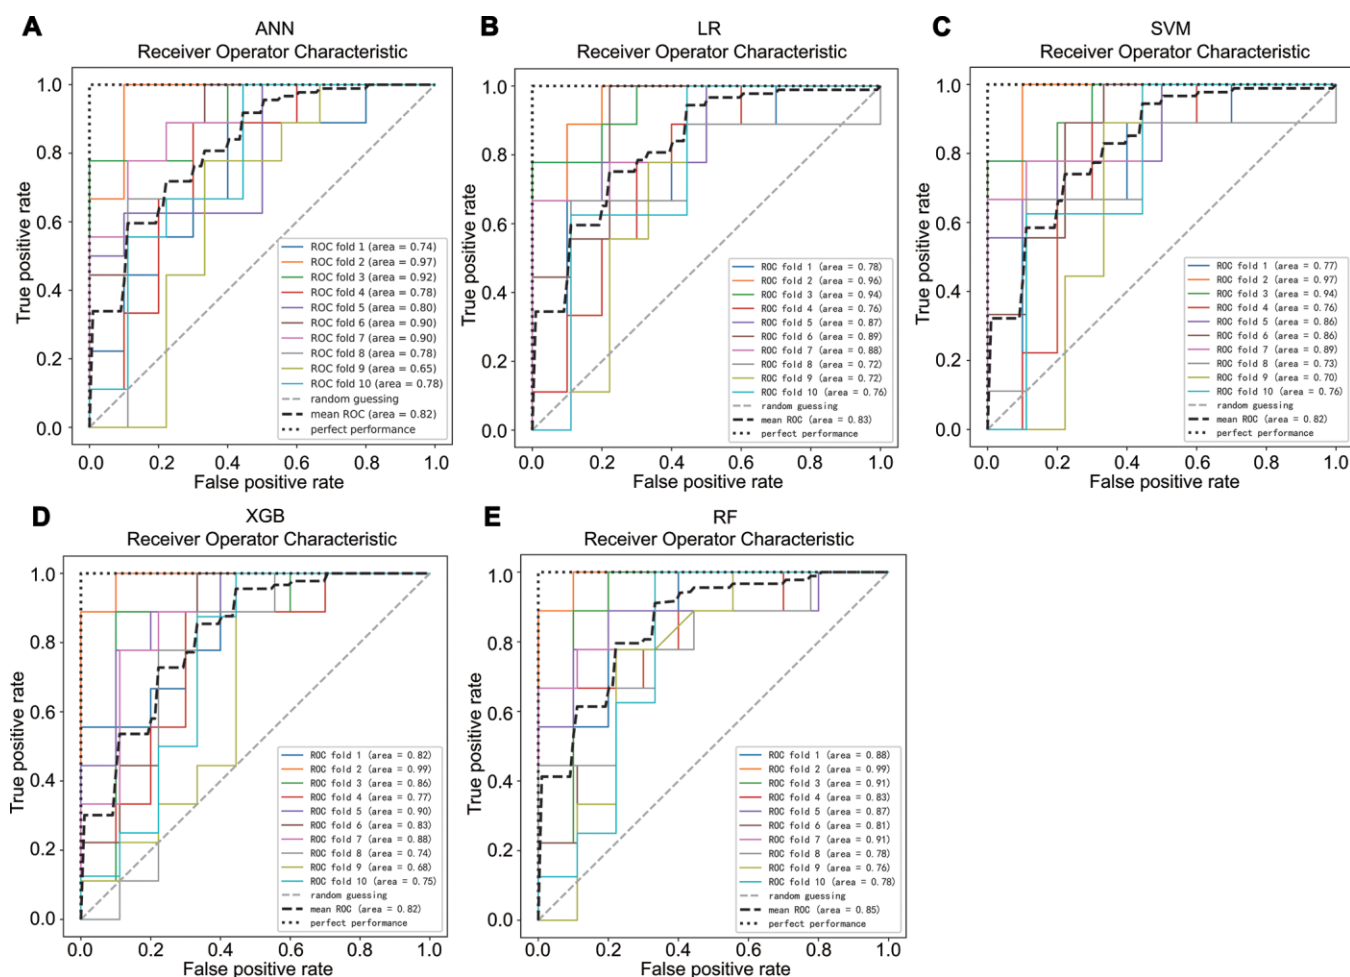 A
ANN
Receiver Operator Characteristic
True positive rate
1.0
0.8
0.6
0.4
0.2
0.0
ROC fold 1 (area = 0.74)
ROC fold 2 (area = 0.97)
ROC fold 3 (area = 0.92)
ROC fold 4 (area = 0.78)
ROC fold 5 (area = 0.80)
ROC fold 6 (area = 0.90)
ROC fold 7 (area = 0.90)
ROC fold 8 (area = 0.78)
ROC fold 9 (area = 0.65)
ROC fold 10 (area = 0.78)
random guessing
mean ROC (area = 0.82)
perfect performance
0.0 0.2 0.4 0.6 0.8 1.0
False positive rate
B
LR
Receiver Operator Characteristic
True positive rate
1.0
0.8
0.6
0.4
0.2
0.0
ROC fold 1 (area = 0.78)
ROC fold 2 (area = 0.96)
ROC fold 3 (area = 0.94)
ROC fold 4 (area = 0.76)
ROC fold 5 (area = 0.87)
ROC fold 6 (area = 0.89)
ROC fold 7 (area = 0.88)
ROC fold 8 (area = 0.72)
ROC fold 9 (area = 0.72)
ROC fold 10 (area = 0.76)
random guessing
mean ROC (area = 0.83)
perfect performance
0.0 0.2 0.4 0.6 0.8 1.0
False positive rate
C
SVM
Receiver Operator Characteristic
True positive rate
1.0
0.8
0.6
0.4
0.2
0.0
ROC fold 1 (area = 0.77)
ROC fold 2 (area = 0.97)
ROC fold 3 (area = 0.94)
ROC fold 4 (area = 0.76)
ROC fold 5 (area = 0.86)
ROC fold 6 (area = 0.86)
ROC fold 7 (area = 0.89)
ROC fold 8 (area = 0.73)
ROC fold 9 (area = 0.70)
ROC fold 10 (area = 0.76)
random guessing
mean ROC (area = 0.82)
perfect performance
0.0 0.2 0.4 0.6 0.8 1.0
False positive rate
D
XGB
Receiver Operator Characteristic
True positive rate
1.0
0.8
0.6
0.4
0.2
0.0
ROC fold 1 (area = 0.82)
ROC fold 2 (area = 0.99)
ROC fold 3 (area = 0.86)
ROC fold 4 (area = 0.77)
ROC fold 5 (area = 0.90)
ROC fold 6 (area = 0.83)
ROC fold 7 (area = 0.88)
ROC fold 8 (area = 0.74)
ROC fold 9 (area = 0.68)
ROC fold 10 (area = 0.75)
random guessing
mean ROC (area = 0.82)
perfect performance
0.0 0.2 0.4 0.6 0.8 1.0
False positive rate
E
RF
Receiver Operator Characteristic
True positive rate
1.0
0.8
0.6
0.4
0.2
0.0
ROC fold 1 (area = 0.88)
ROC fold 2 (area = 0.99)
ROC fold 3 (area = 0.91)
ROC fold 4 (area = 0.83)
ROC fold 5 (area = 0.87)
ROC fold 6 (area = 0.81)
ROC fold 7 (area = 0.91)
ROC fold 8 (area = 0.78)
ROC fold 9 (area = 0.76)
ROC fold 10 (area = 0.78)
random guessing
mean ROC (area = 0.85)
perfect performance
0.0 0.2 0.4 0.6 0.8 1.0
False positive rate